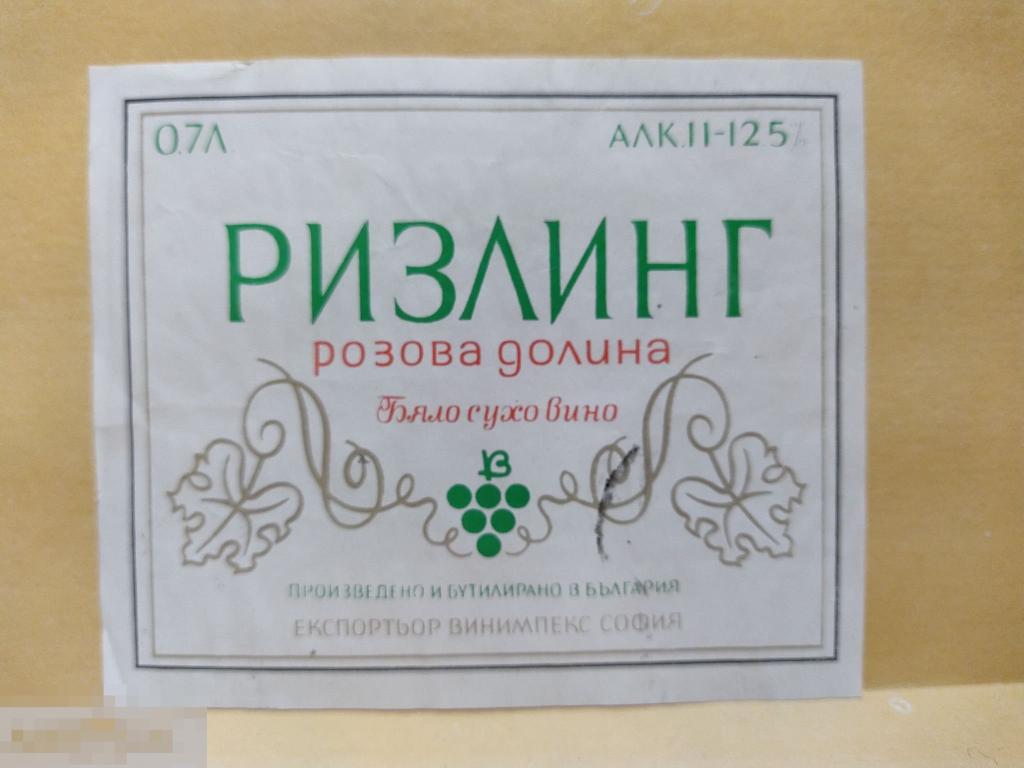 0.7Л
АЛК.11-12.5%
РИЗЛИНГ
розова долина
Бяло сухо вино
В
ПРОИЗВЕДЕНО И БУТИЛИРАНО В БЪЛГАРИЯ
ЕКСПОРТЬОР ВИНИМПЕКС СОФИЯ